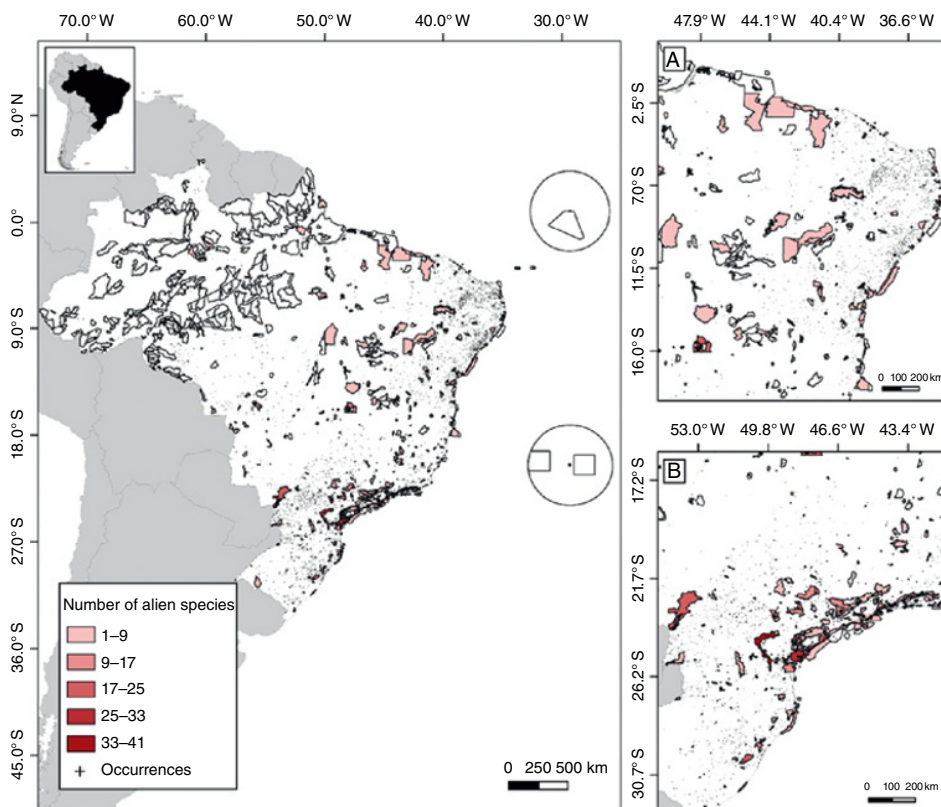 70.0°W 60.0°W 50.0°W 40.0°W 30.0°W
9.0°N
0.0°
9.0°S
18.0°S
27.0°S
36.0°S
45.0°S
Number of alien species
1–9
9–17
17–25
25–33
33–41
Occurrences
0 250 500 km
47.9°W 44.1°W 40.4°W 36.6°W
A
2.5°S
7.0°S
11.5°S
16.0°S
0 100 200 km
53.0°W 49.8°W 46.6°W 43.4°W
B
17.2°S
21.7°S
26.2°S
30.7°S
0 100 200 km